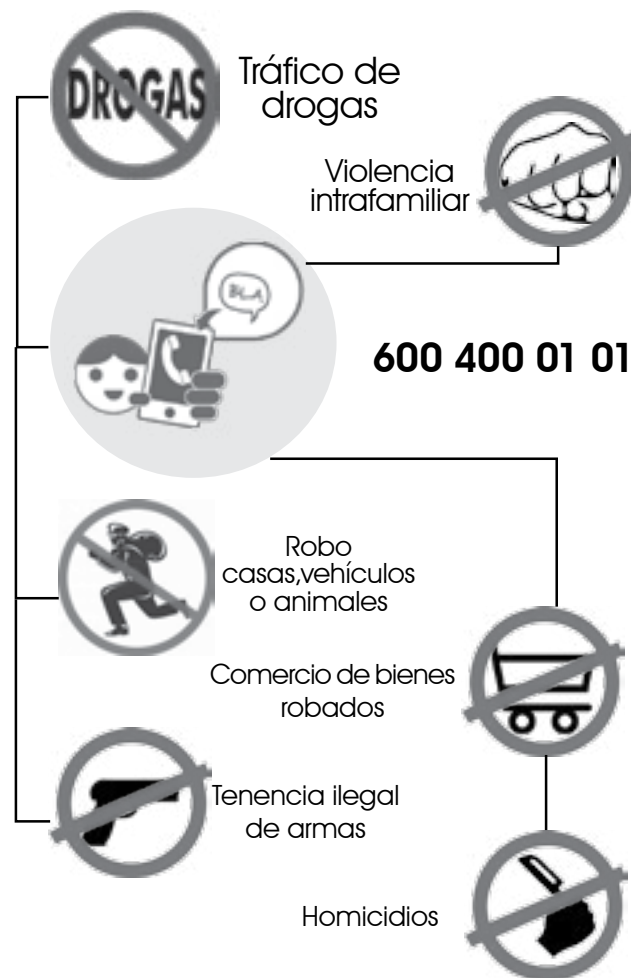 DROGAS
Tráfico de
drogas
Violencia
intrafamiliar
BLA
600 400 01 01
Robo
casas,vehículos
o animales
Comercio de bienes
robados
Tenencia ilegal
de armas
Homicidios